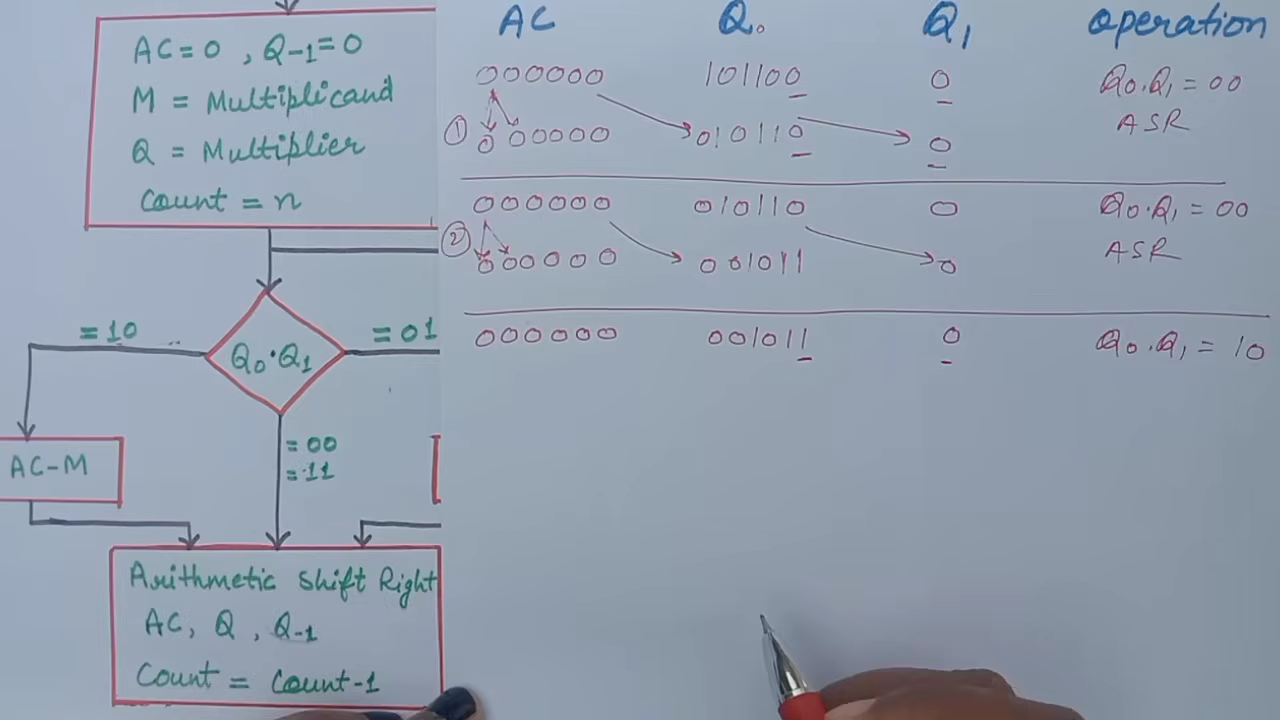 AC=0 , Q-1=0
M = Multiplicand
Q = Multiplier
Count = n
=10
Q0.Q1
=01
=00
=11
AC-M
Arithmetic Shift Right
AC, Q, Q-1
Count = Count-1
AC Q0 Q1 Operation
000000 101100 0 Q0.Q1=00
① 000000 010110 0 ASR
000000 010110 0 Q0.Q1=00
② 000000 001011 0 ASR
000000 001011 0 Q0.Q1=10